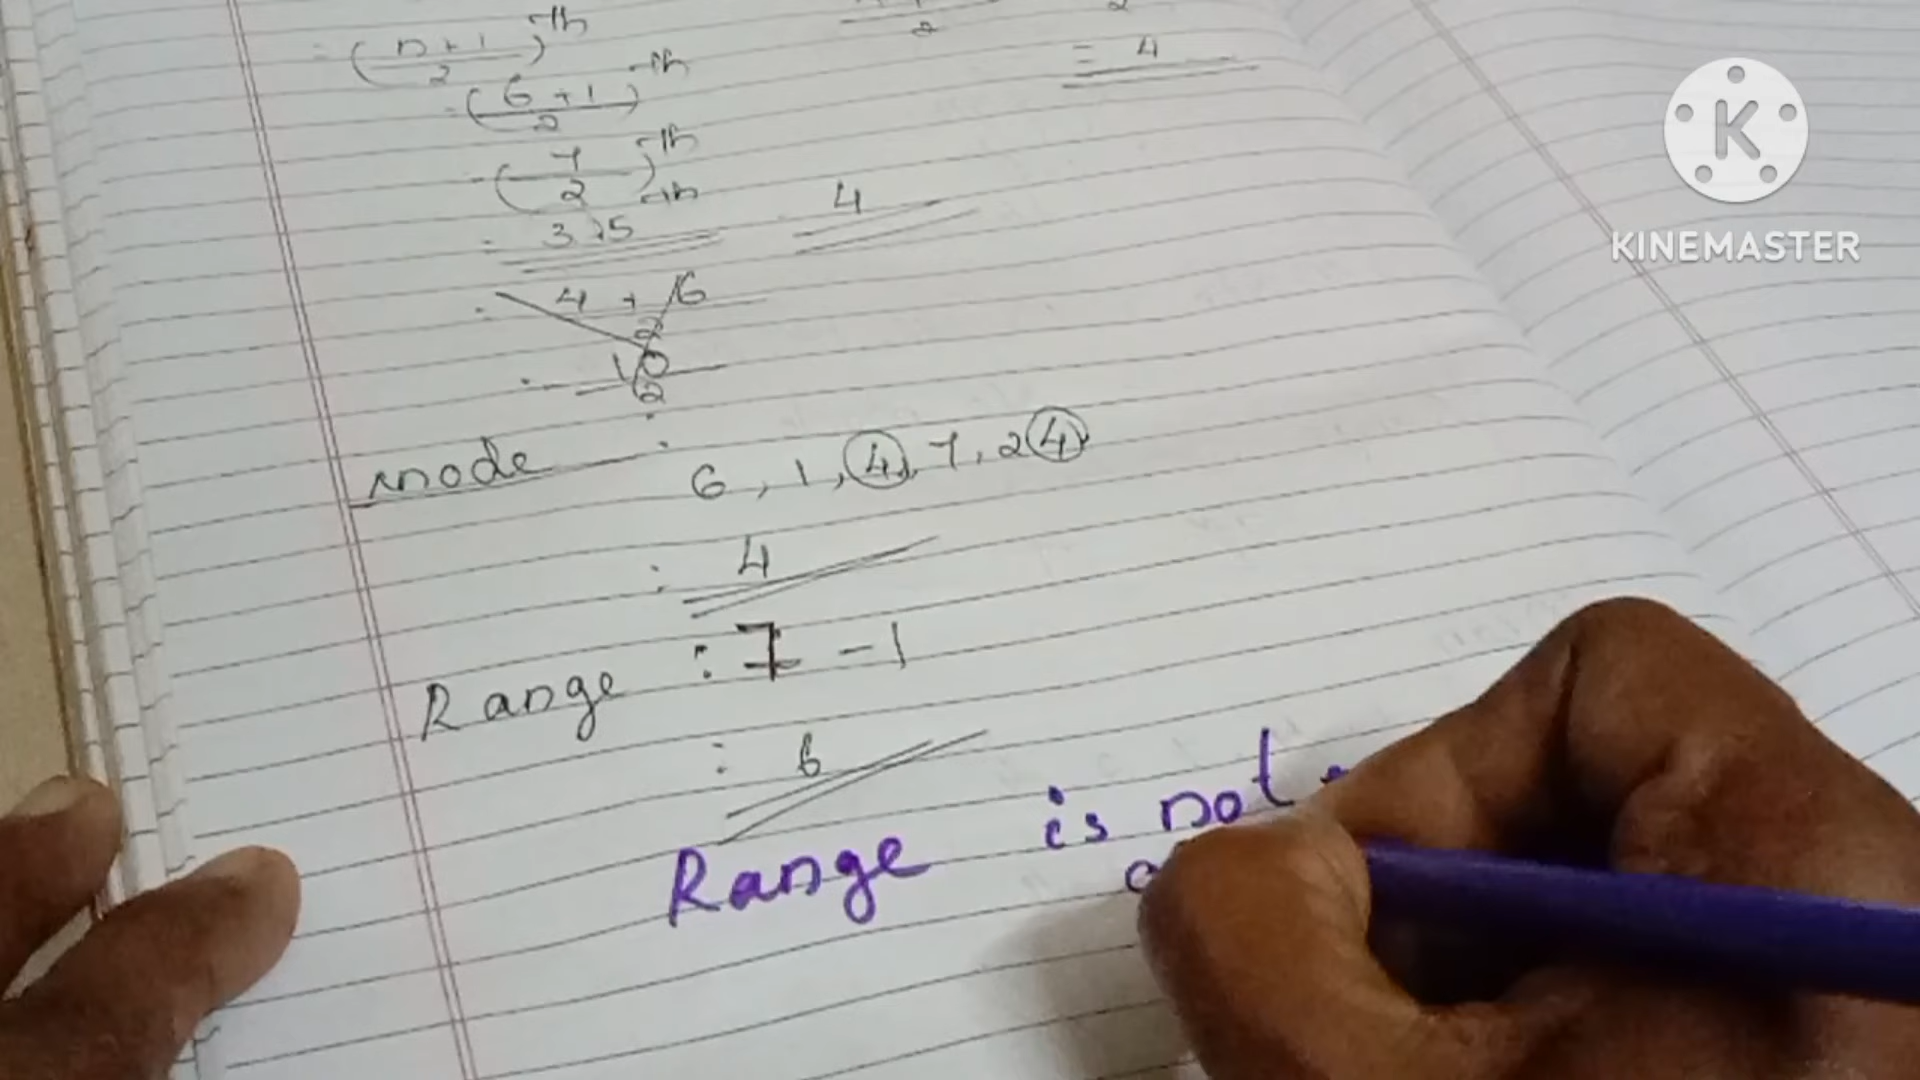 = (n+1/2)th
= 4
(6+1/2)th
(7/2)th
= 3.5th 4
4 + 6
2
10
2
mode : 6, 1, 4, 7, 2 4,
: 4
Range : 7 - 1
: 6
Range is not
K
KINEMASTER